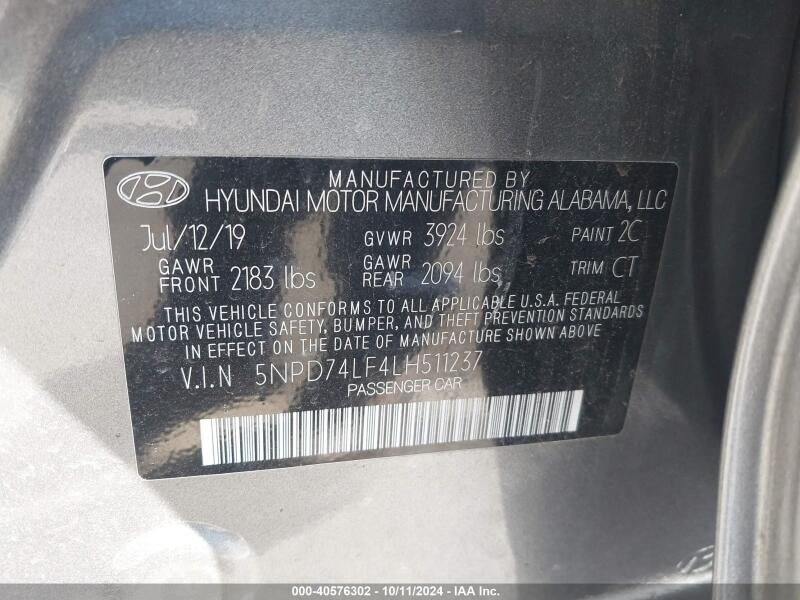 MANUFACTURED BY
HYUNDAI MOTOR MANUFACTURING ALABAMA, LLC
Jul/12/19 GVWR 3924 lbs PAINT 2C
GAWR FRONT 2183 lbs GAWR REAR 2094 lbs TRIM CT
THIS VEHICLE CONFORMS TO ALL APPLICABLE U.S.A. FEDERAL
MOTOR VEHICLE SAFETY, BUMPER, AND THEFT PREVENTION STANDARDS
IN EFFECT ON THE DATE OF MANUFACTURE SHOWN ABOVE
V.I.N 5NPD74LF4LH511237
PASSENGER CAR
000-40576302 - 10/11/2024 - IAA Inc.